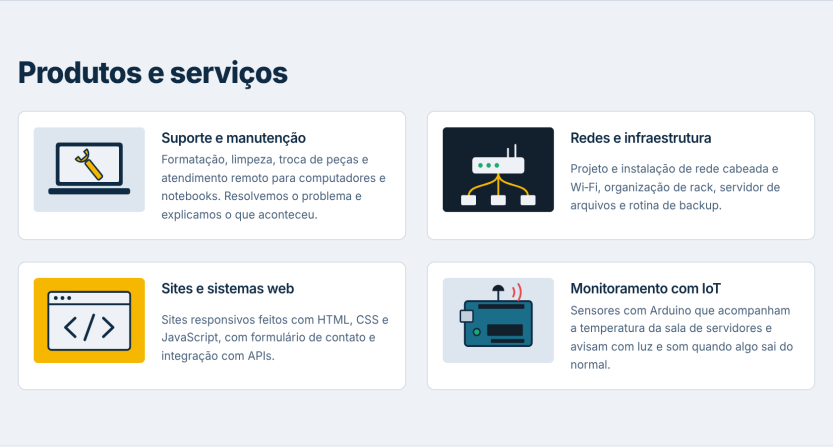 Produtos e serviços
Suporte e manutenção
Formatação, limpeza, troca de peças e
atendimento remoto para computadores e
notebooks. Resolvemos o problema e
explicamos o que aconteceu.
Redes e infraestrutura
Projeto e instalação de rede cabeada e
Wi-Fi, organização de rack, servidor de
arquivos e rotina de backup.
Sites e sistemas web
Sites responsivos feitos com HTML, CSS e
JavaScript, com formulário de contato e
integração com APIs.
Monitoramento com IoT
Sensores com Arduino que acompanham
a temperatura da sala de servidores e
avisam com luz e som quando algo sai do
normal.